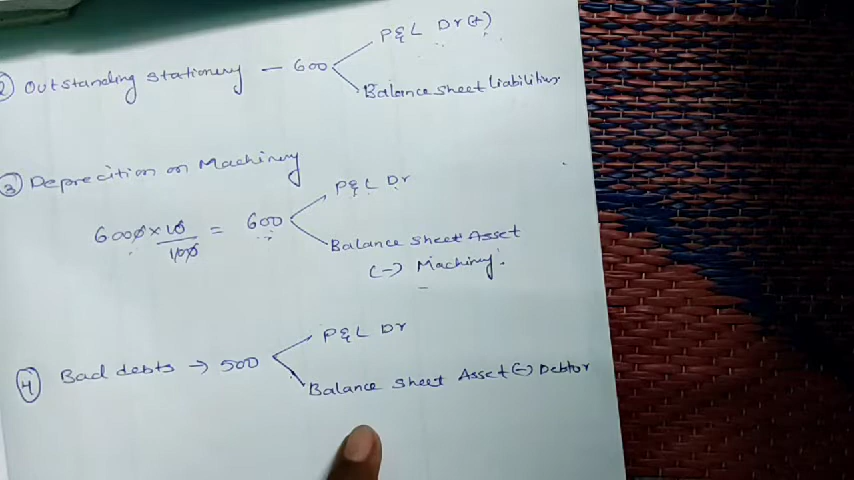 ② Outstanding stationery — 600
P&L Dr (+)
Balance sheet liabilities
③ Deprecition on Machinery
6000 × 10 / 100 = 600
P&L Dr
Balance sheet Asset
(-) Machinery.
④ Bad debts → 500
P&L Dr
Balance sheet Asset (-) Debtor